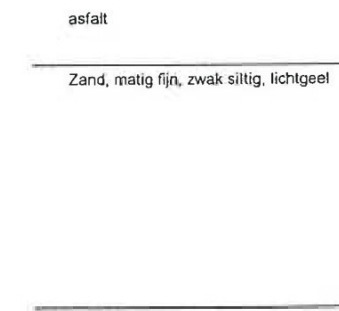 asfalt
Zand, matig fijn, zwak siltig, lichtgeel